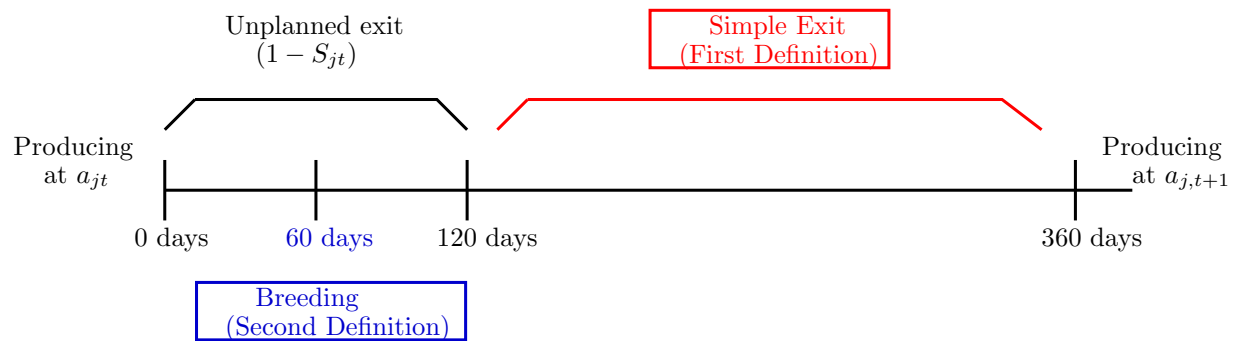 Unplanned exit
(1 − S_{jt})
Simple Exit
(First Definition)
Producing
at a_{jt}
Producing
at a_{j,t+1}
0 days
60 days
120 days
360 days
Breeding
(Second Definition)